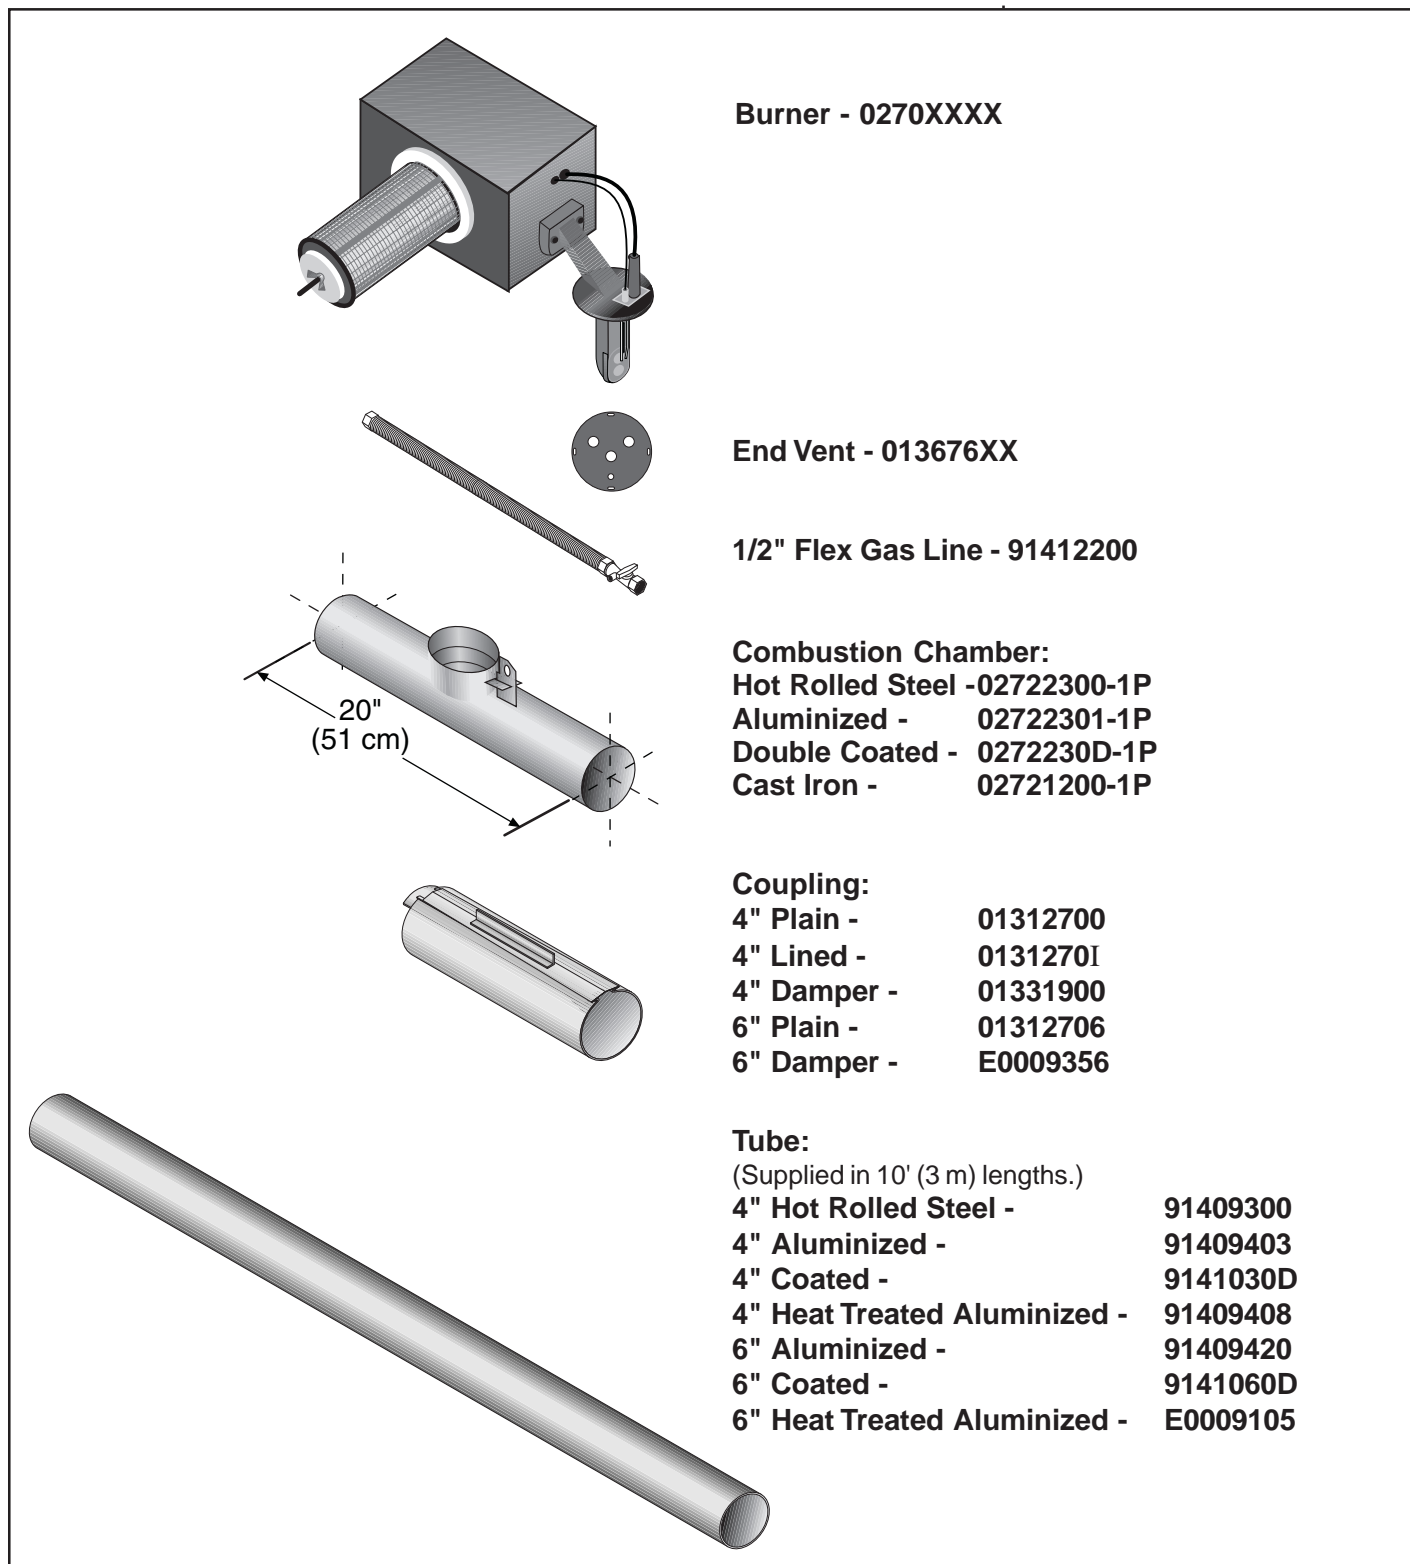 Burner - 0270XXXX
End Vent - 013676XX
1/2" Flex Gas Line - 91412200
20"
(51 cm)
Combustion Chamber:
Hot Rolled Steel - 02722300-1P
Aluminized - 02722301-1P
Double Coated - 0272230D-1P
Cast Iron - 02721200-1P
Coupling:
4" Plain - 01312700
4" Lined - 0131270I
4" Damper - 01331900
6" Plain - 01312706
6" Damper - E0009356
Tube:
(Supplied in 10' (3 m) lengths.)
4" Hot Rolled Steel - 91409300
4" Aluminized - 91409403
4" Coated - 9141030D
4" Heat Treated Aluminized - 91409408
6" Aluminized - 91409420
6" Coated - 9141060D
6" Heat Treated Aluminized - E0009105